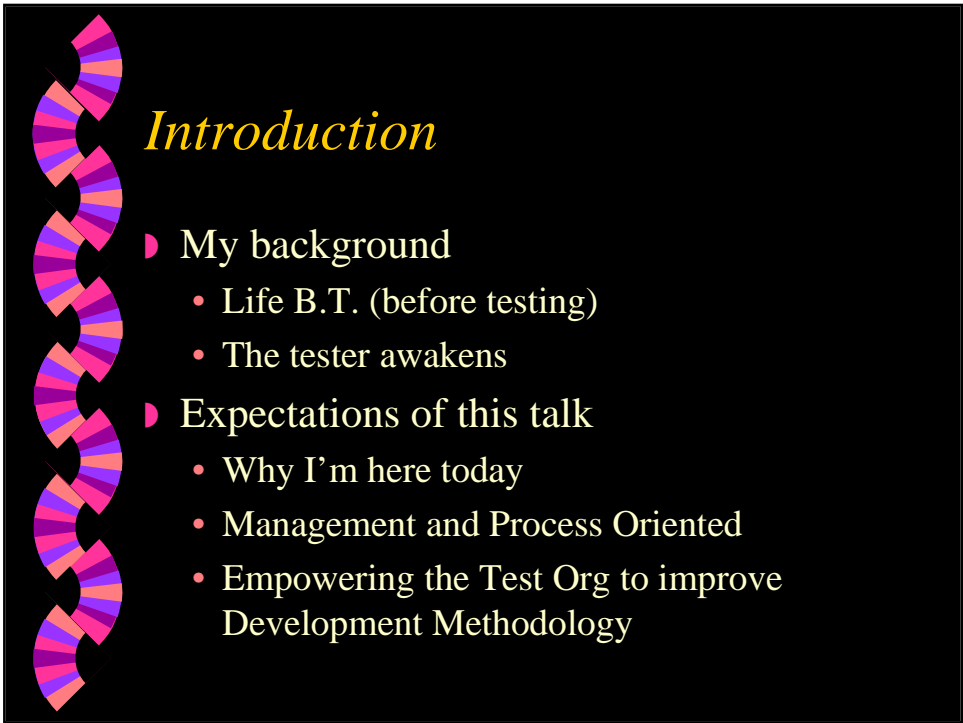 Introduction
My background
Life B.T. (before testing)
The tester awakens
Expectations of this talk
Why I’m here today
Management and Process Oriented
Empowering the Test Org to improve
Development Methodology